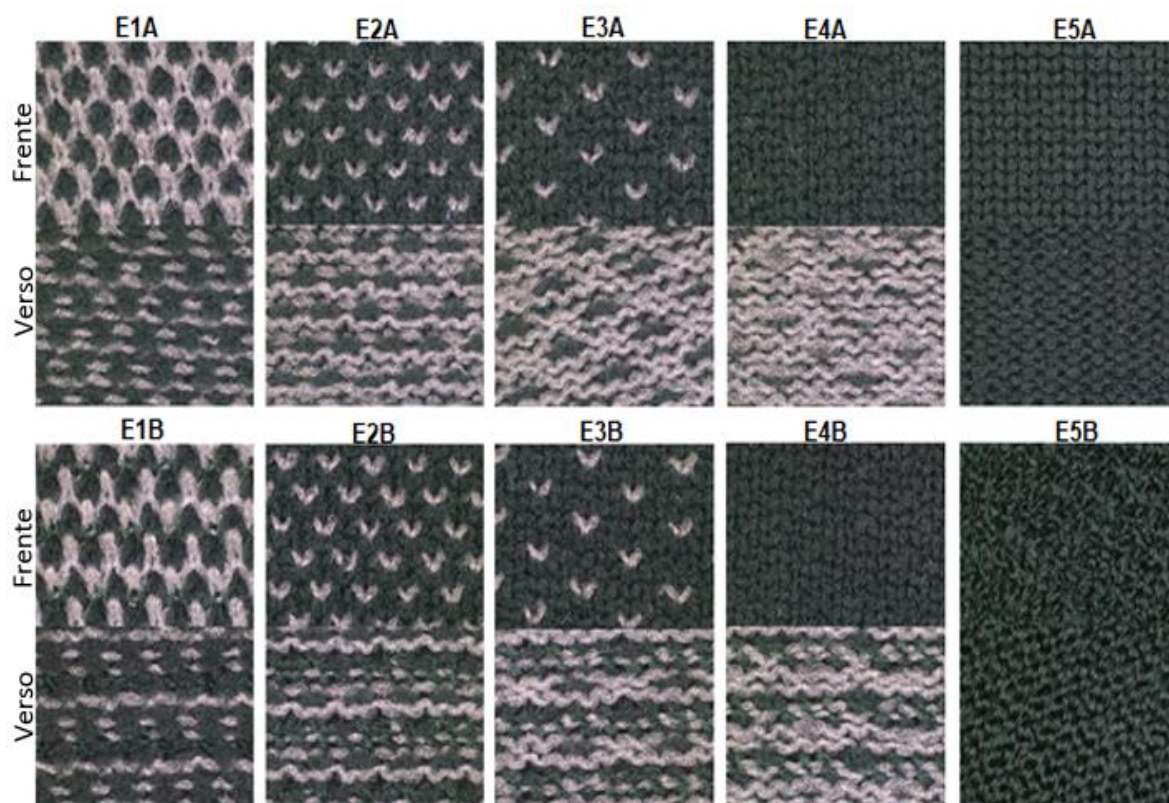 E1A E2A E3A E4A E5A
Frente
Verso
E1B E2B E3B E4B E5B
Frente
Verso